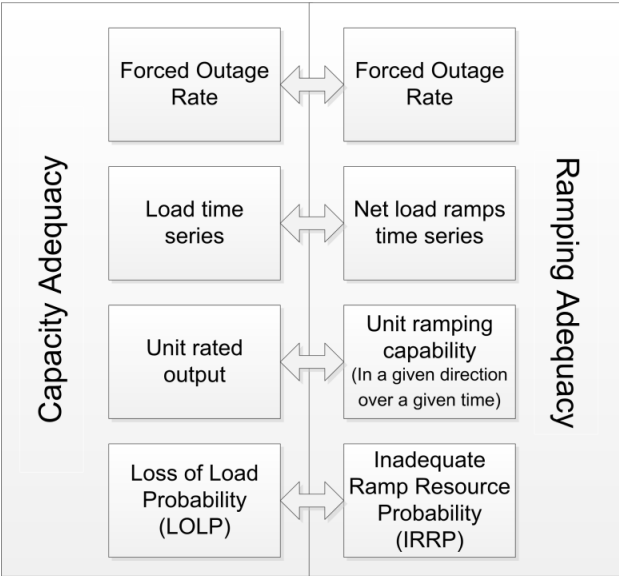 Capacity Adequacy
Forced Outage
Rate
Forced Outage
Rate
Load time
series
Net load ramps
time series
Unit rated
output
Unit ramping
capability
(In a given direction
over a given time)
Loss of Load
Probability
(LOLP)
Inadequate
Ramp Resource
Probability
(IRRP)
Ramping Adequacy